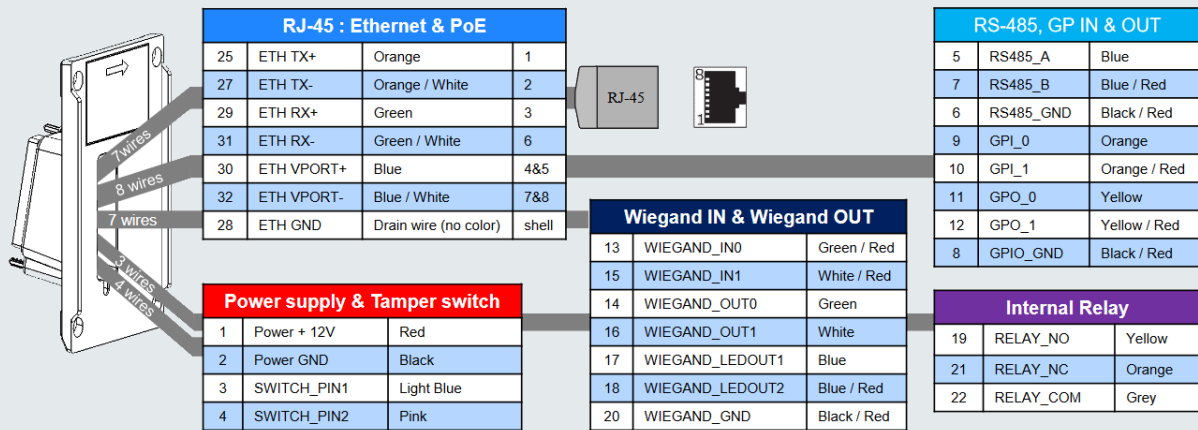 RJ-45 : Ethernet & PoE
25 ETH TX+ Orange 1
27 ETH TX- Orange / White 2
29 ETH RX+ Green 3
31 ETH RX- Green / White 6
30 ETH VPORT+ Blue 4&5
32 ETH VPORT- Blue / White 7&8
28 ETH GND Drain wire (no color) shell
RJ-45
8
1
RS-485, GP IN & OUT
5 RS485_A Blue
7 RS485_B Blue / Red
6 RS485_GND Black / Red
9 GPI_0 Orange
10 GPI_1 Orange / Red
11 GPO_0 Yellow
12 GPO_1 Yellow / Red
8 GPIO_GND Black / Red
7wires
8 wires
7 wires
3 wires
4 wires
Power supply & Tamper switch
1 Power + 12V Red
2 Power GND Black
3 SWITCH_PIN1 Light Blue
4 SWITCH_PIN2 Pink
Wiegand IN & Wiegand OUT
13 WIEGAND_IN0 Green / Red
15 WIEGAND_IN1 White / Red
14 WIEGAND_OUT0 Green
16 WIEGAND_OUT1 White
17 WIEGAND_LEDOUT1 Blue
18 WIEGAND_LEDOUT2 Blue / Red
20 WIEGAND_GND Black / Red
Internal Relay
19 RELAY_NO Yellow
21 RELAY_NC Orange
22 RELAY_COM Grey